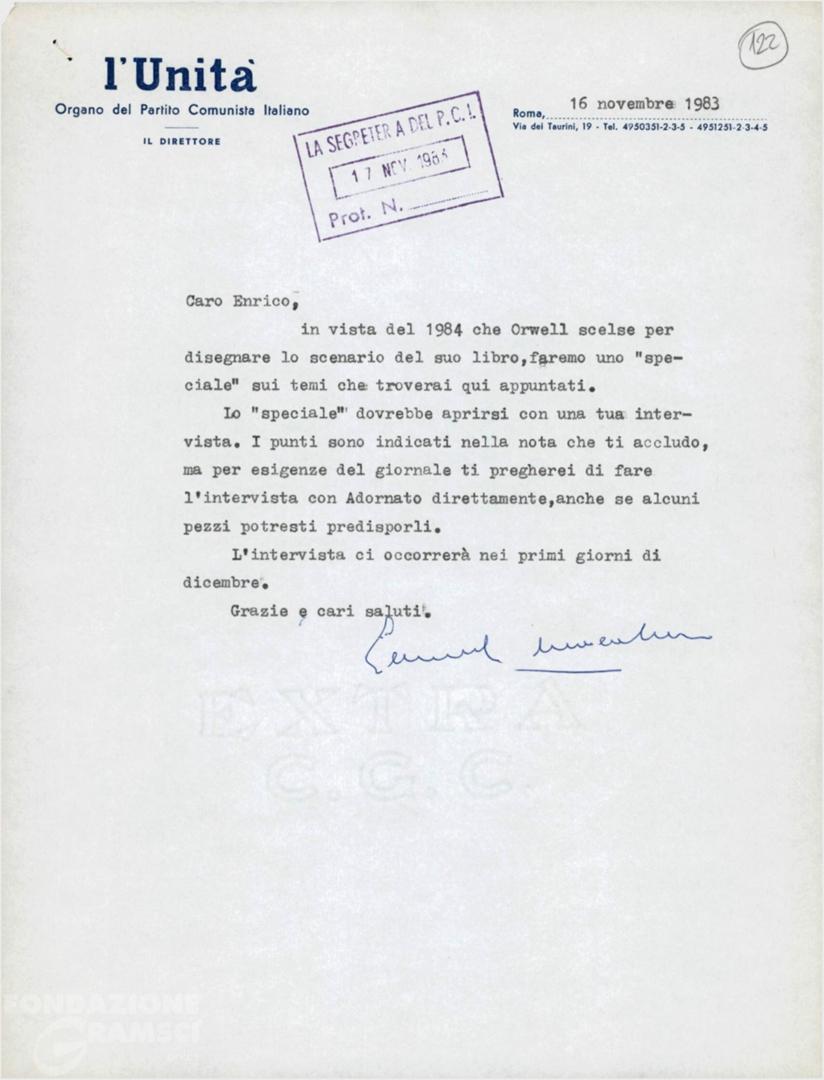 122
l'Unità
Organo del Partito Comunista Italiano
IL DIRETTORE
LA SEGRETERIA DEL P.C.I.
17 NOV. 1983
Prot. N.
Roma, 16 novembre 1983
Via dei Taurini, 19 - Tel. 4950351-2-3-5 - 4951251-2-3-4-5
Caro Enrico,
in vista del 1984 che Orwell scelse per
disegnare lo scenario del suo libro,faremo uno "spe-
ciale" sui temi che troverai qui appuntati.
Lo "speciale" dovrebbe aprirsi con una tua inter-
vista. I punti sono indicati nella nota che ti accludo,
ma per esigenze del giornale ti pregherei di fare
l'intervista con Adornato direttamente,anche se alcuni
pezzi potresti predisporli.
L'intervista ci occorrerà nei primi giorni di
dicembre.
Grazie e cari saluti.
EXTRA
C.G.C.
FONDAZIONE
GRAMSCI